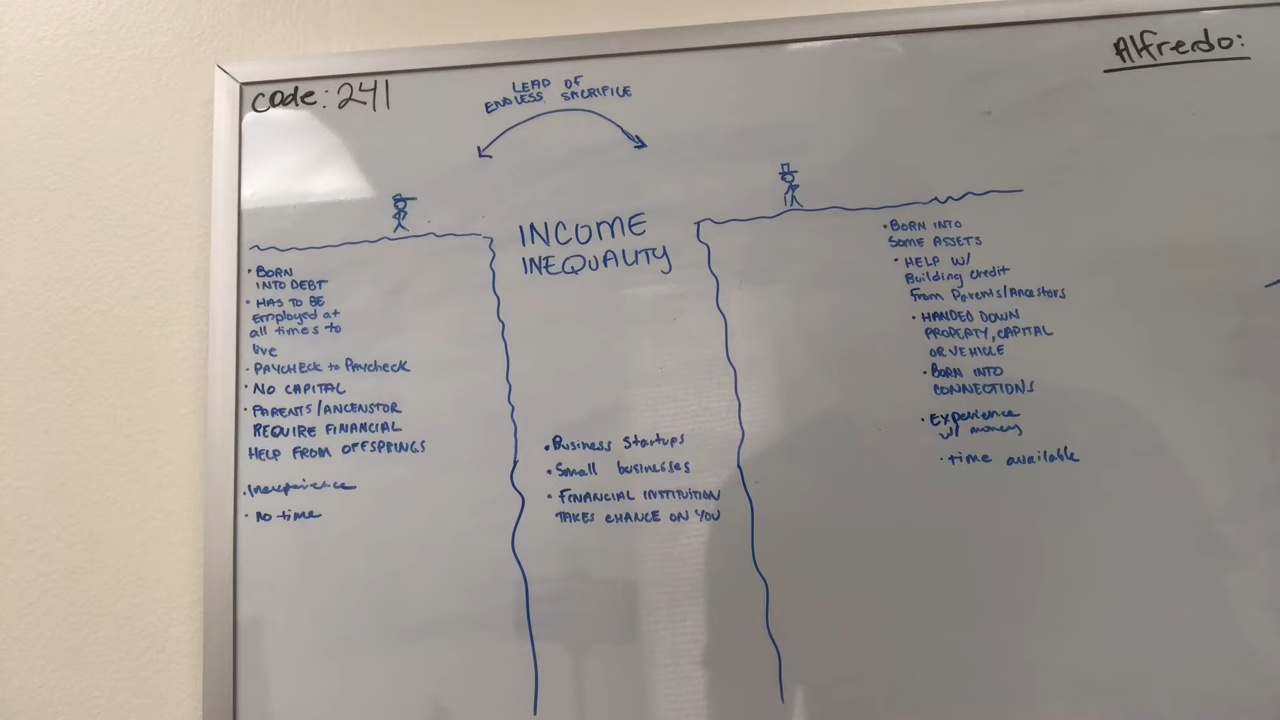 Code: 241
Alfredo:
LEAP OF
ENDLESS SACRIFICE
INCOME
INEQUALITY
• BORN
INTO DEBT
• HAS TO BE
Employed at
all times to
live
• PAYCHECK to Paycheck
• NO CAPITAL
• PARENTS/ANCENSTOR
REQUIRE FINANCIAL
HELP FROM OFFSPRINGS
• Inexperience
• No time
• Business Startups
• Small businesses
• FINANCIAL INSTITUITION
TAKES CHANCE ON YOU
• BORN INTO
SOME ASSETS
• HELP W/
Building Credit
From Parents/Ancestors
• HANDED DOWN
PROPERTY, CAPITAL
OR VEHICLE
• BORN INTO
CONNECTIONS
• Experience
w/ money
• time available